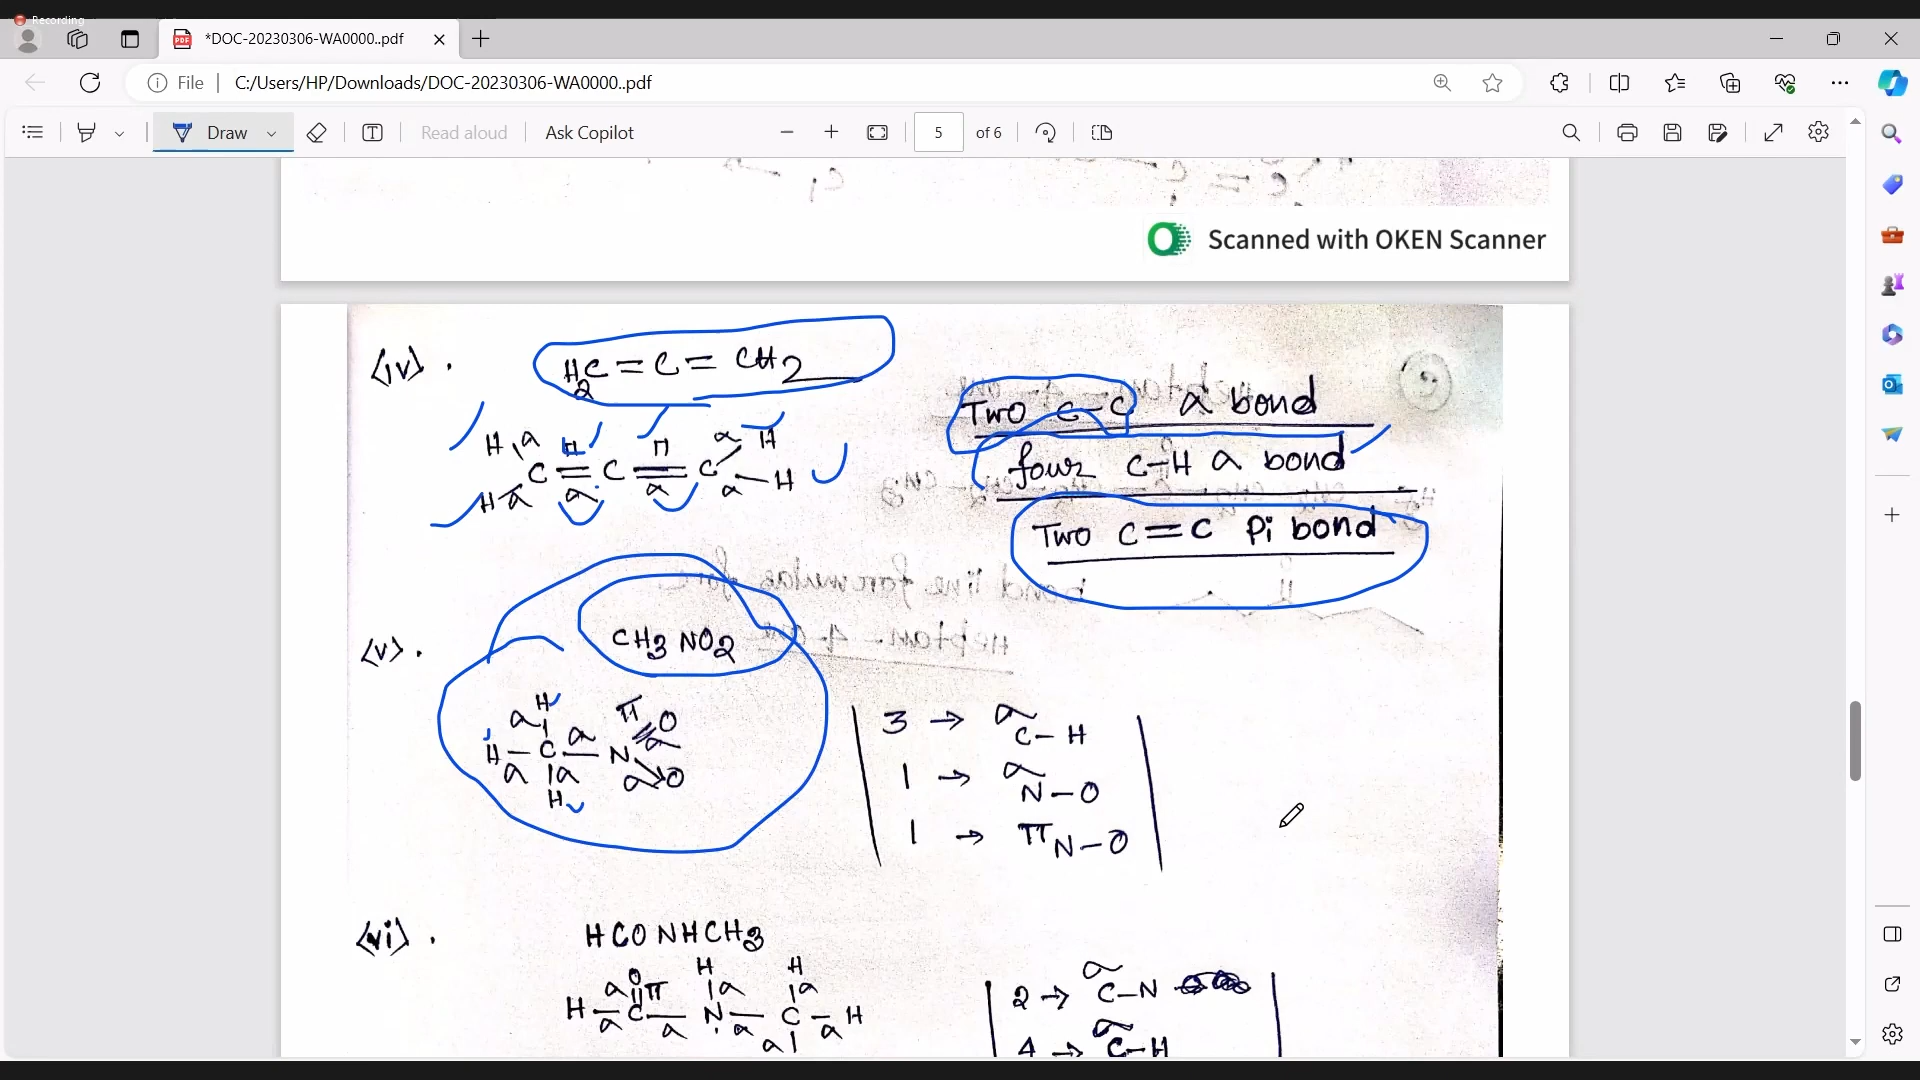 Recording
*DOC-20230306-WA0000..pdf
File | C:/Users/HP/Downloads/DOC-20230306-WA0000..pdf
Draw Read aloud Ask Copilot 5 of 6
Scanned with OKEN Scanner
(iv). H2C = C = CH2
Two C-C σ bond
H σ π π σ H
C = C = C
H σ σ σ σ H
four C-H σ bond
Two C=C Pi bond
(v). CH3 NO2
H π O
σ σ σ
H - C - N
σ σ σ O
H
3 → σ C-H
1 → σ N-O
1 → π N-O
(vi). HCO NHCH3
O H H
σ π σ σ
H - C - N - C - H
σ σ σ σ σ
2 → σ C-N
4 → σ C-H